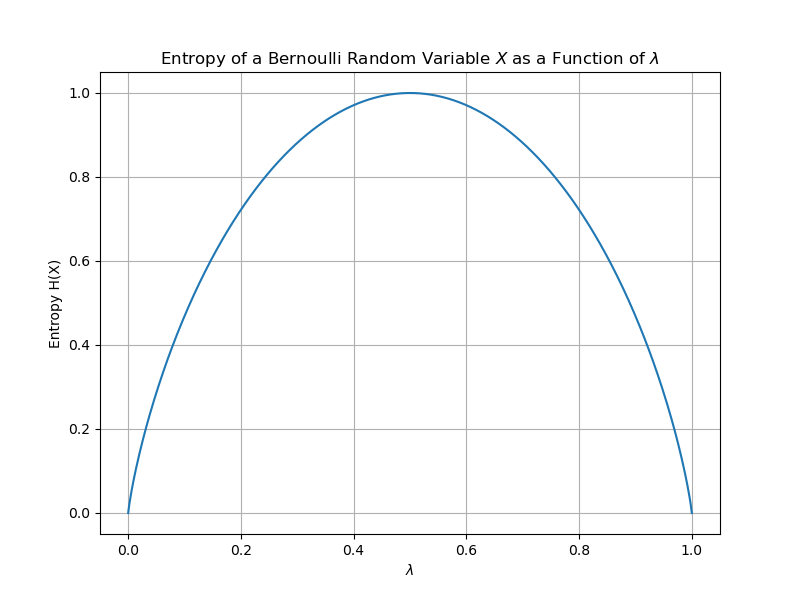 Entropy of a Bernoulli Random Variable X as a Function of λ
1.0
0.8
0.6
0.4
0.2
0.0
Entropy H(X)
0.0 0.2 0.4 0.6 0.8 1.0
λ